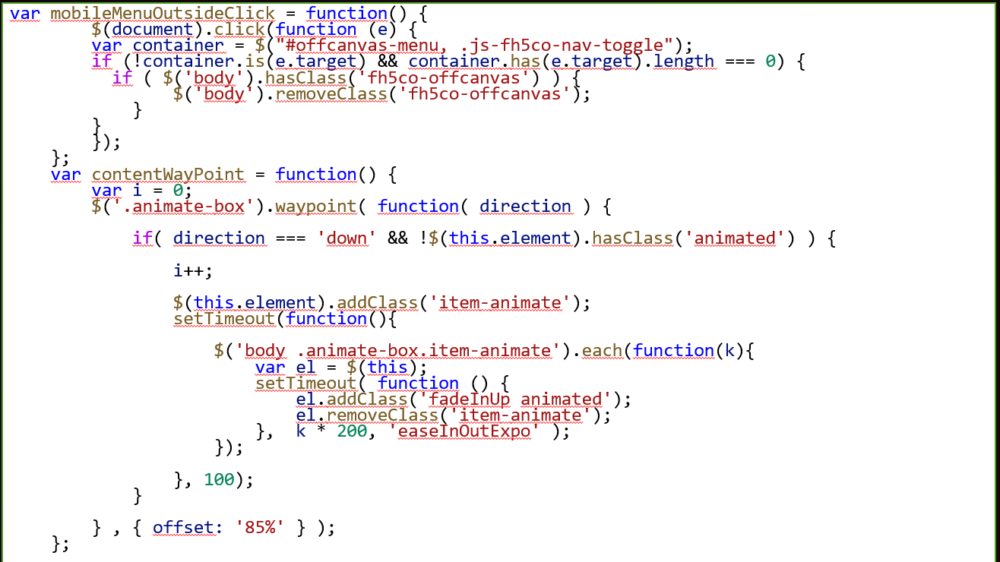 var mobileMenuOutsideClick = function() {
$(document).click(function (e) {
var container = $("#offcanvas-menu, .js-fh5co-nav-toggle");
if (!container.is(e.target) && container.has(e.target).length === 0) {
if ( $('body').hasClass('fh5co-offcanvas') ) {
$('body').removeClass('fh5co-offcanvas');
}
}
});
};
var contentWayPoint = function() {
var i = 0;
$('.animate-box').waypoint( function( direction ) {
if( direction === 'down' && !$(this.element).hasClass('animated') ) {
i++;
$(this.element).addClass('item-animate');
setTimeout(function(){
$('body .animate-box.item-animate').each(function(k){
var el = $(this);
setTimeout( function () {
el.addClass('fadeInUp animated');
el.removeClass('item-animate');
}, k * 200, 'easeInOutExpo' );
});
}, 100);
}
} , { offset: '85%' } );
};